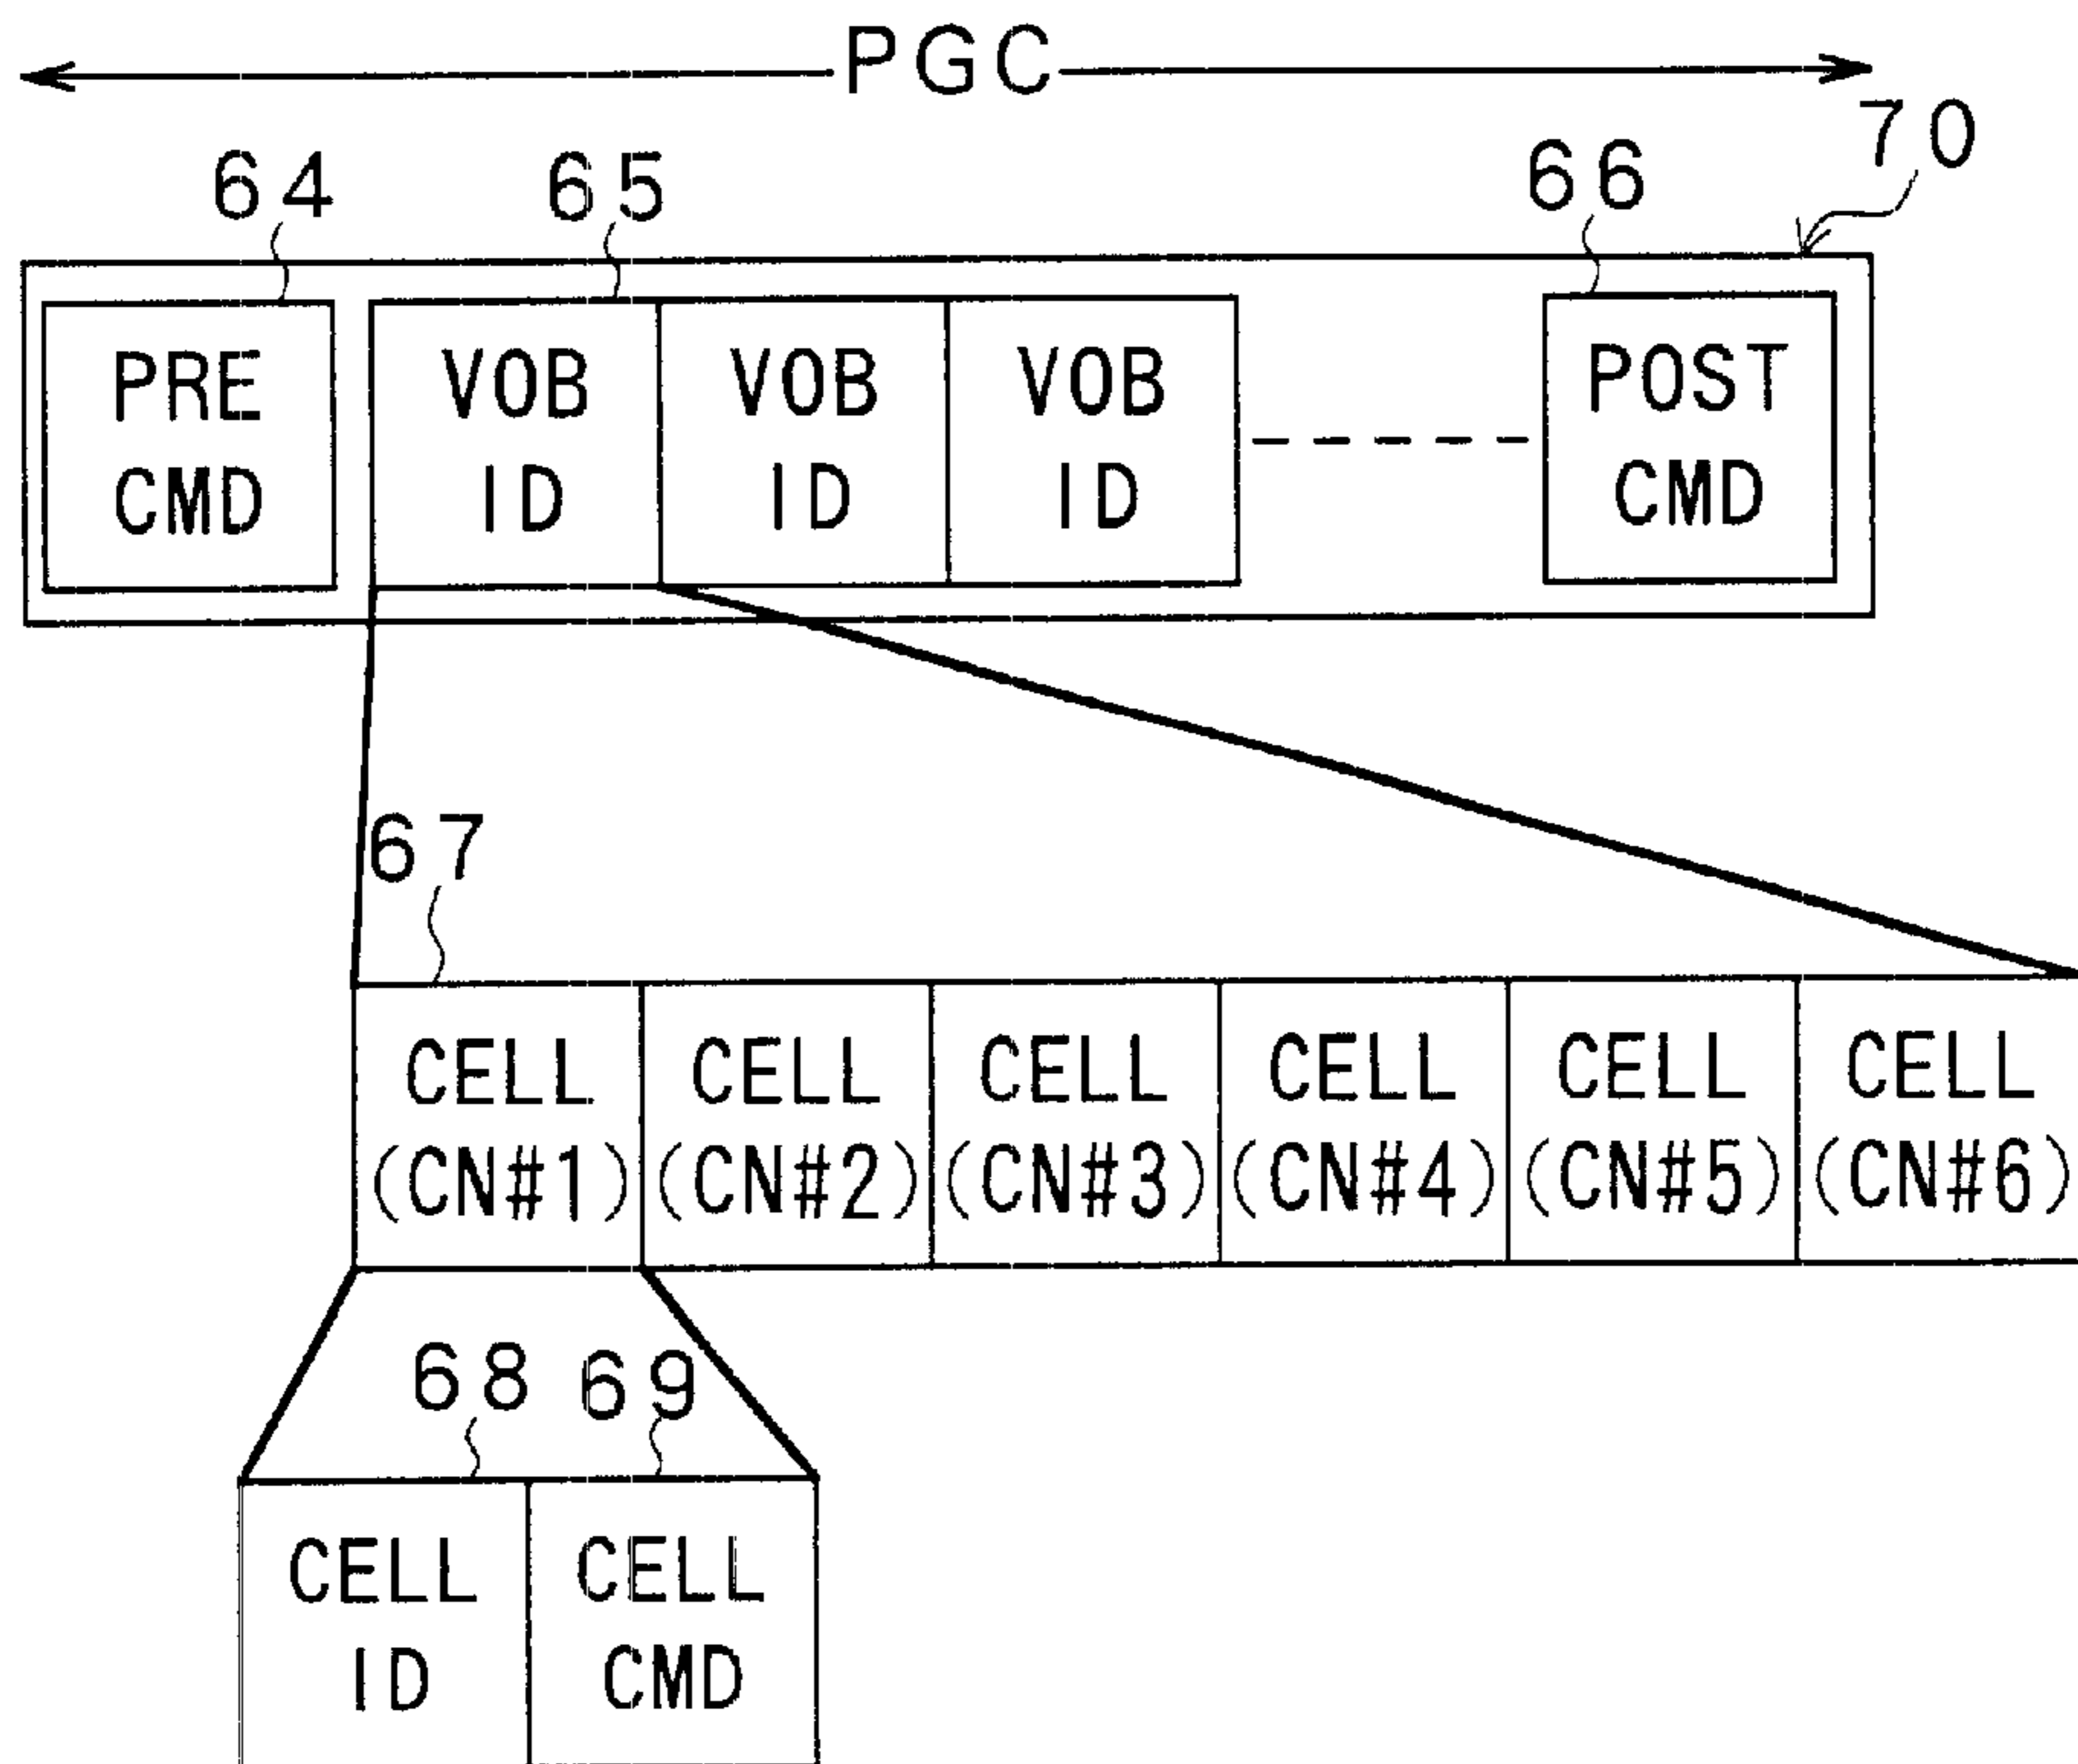 PGC
70
64 65 66
PRE VOB VOB VOB POST
CMD ID ID ID CMD
67
CELL CELL CELL CELL CELL CELL
(CN#1) (CN#2) (CN#3) (CN#4) (CN#5) (CN#6)
68 69
CELL CELL
ID CMD